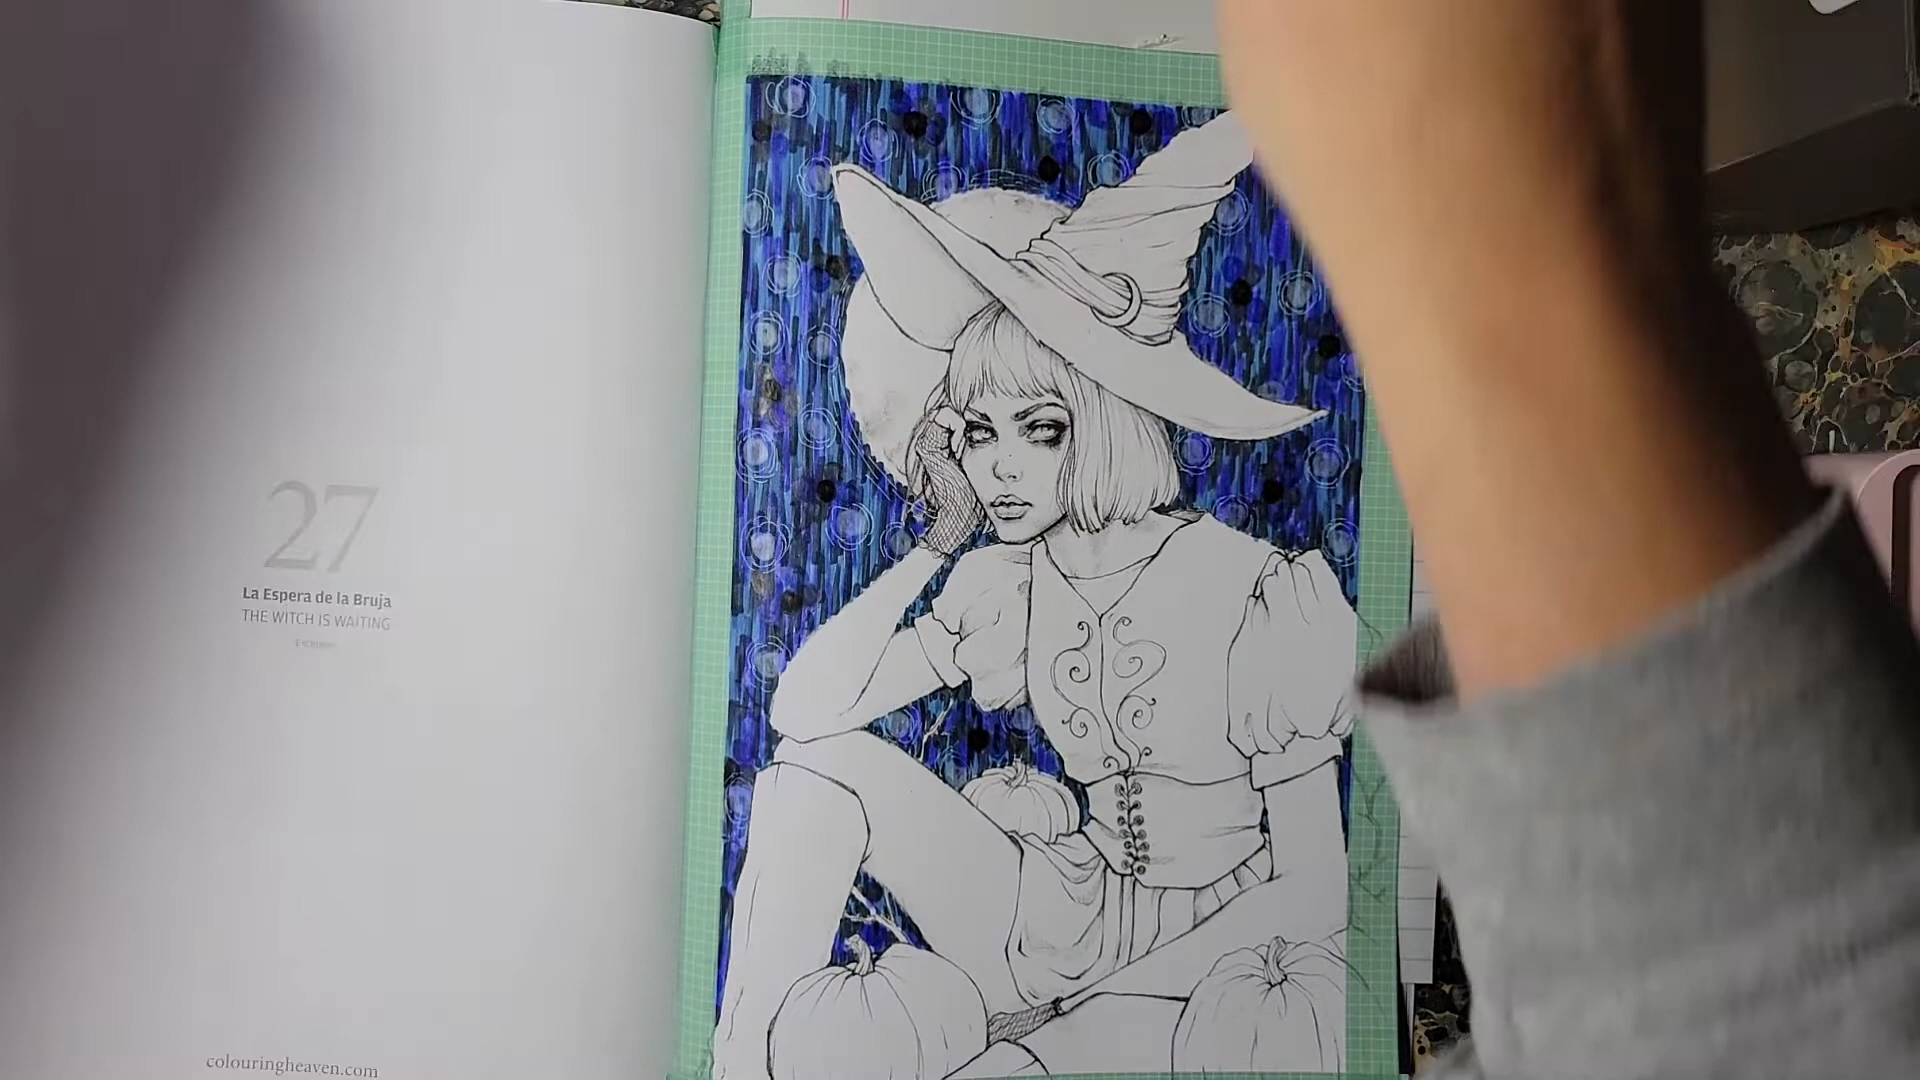 27
La Espera de la Bruja
THE WITCH IS WAITING
colouringheaven.com